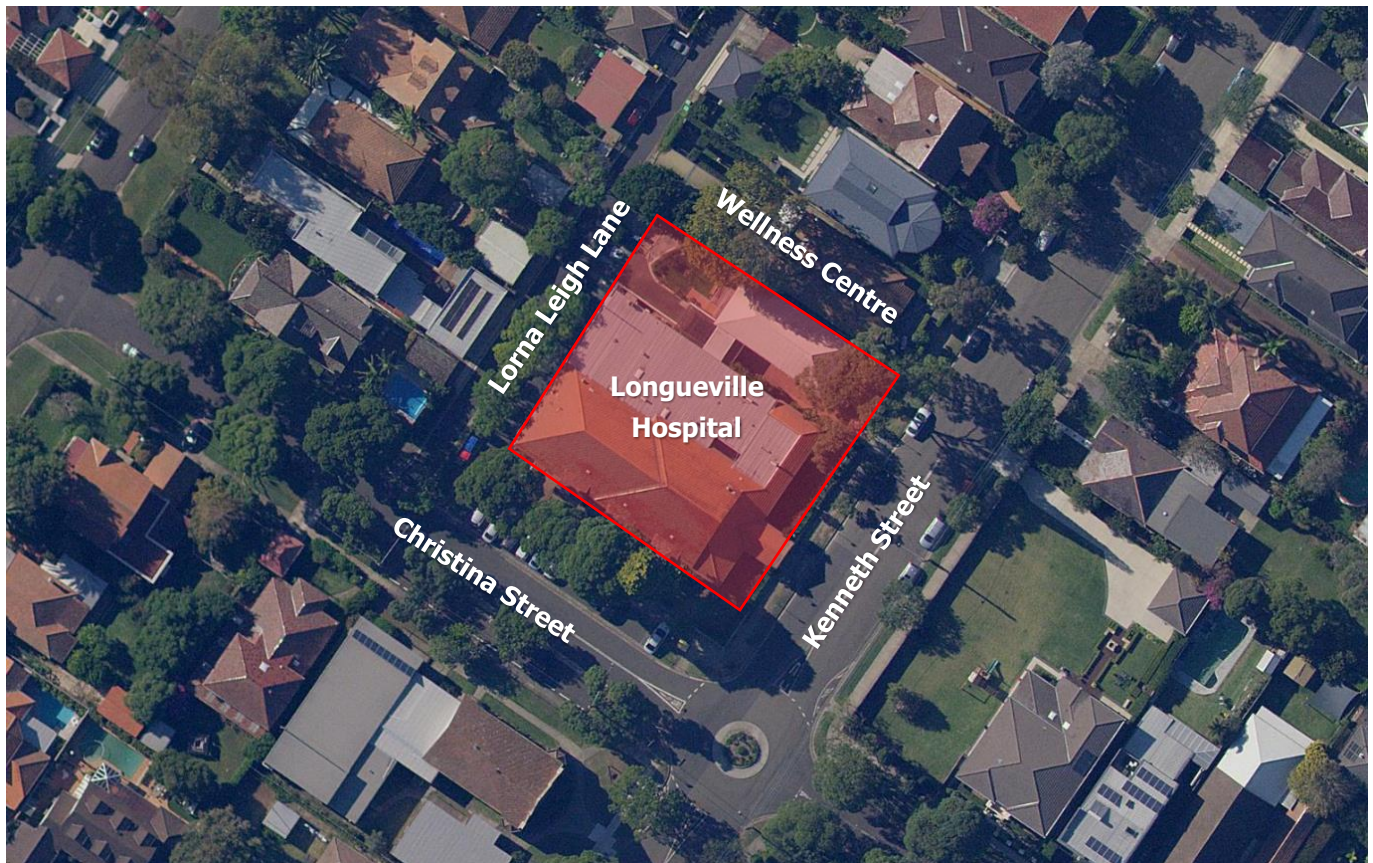 Wellness Centre
Lorna Leigh Lane
Longueville
Hospital
Kenneth Street
Christina Street